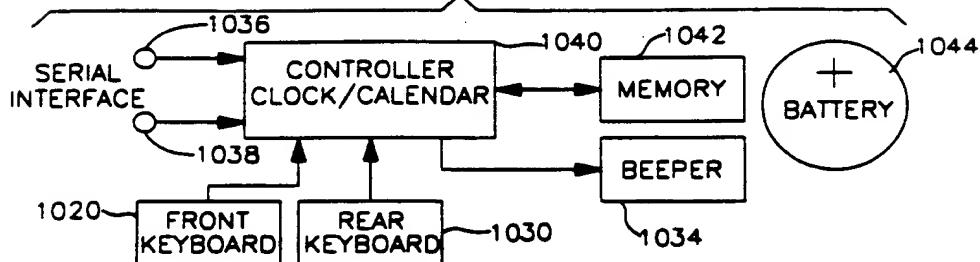 1036
1040
1042
1044
SERIAL
INTERFACE
CONTROLLER
CLOCK/CALENDAR
MEMORY
BATTERY
1038
BEEPER
1020
FRONT
KEYBOARD
REAR
KEYBOARD
1030
1034